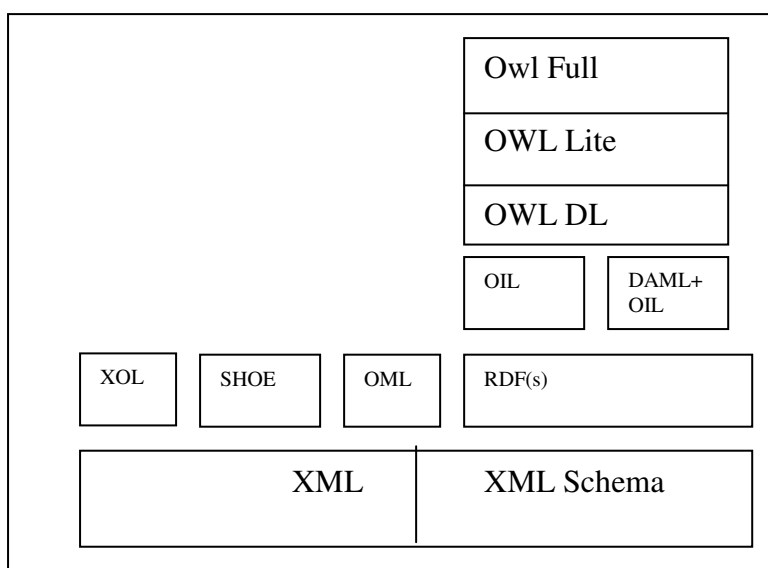 Owl Full
OWL Lite
OWL DL
OIL
DAML+
OIL
XOL
SHOE
OML
RDF(s)
XML
XML Schema